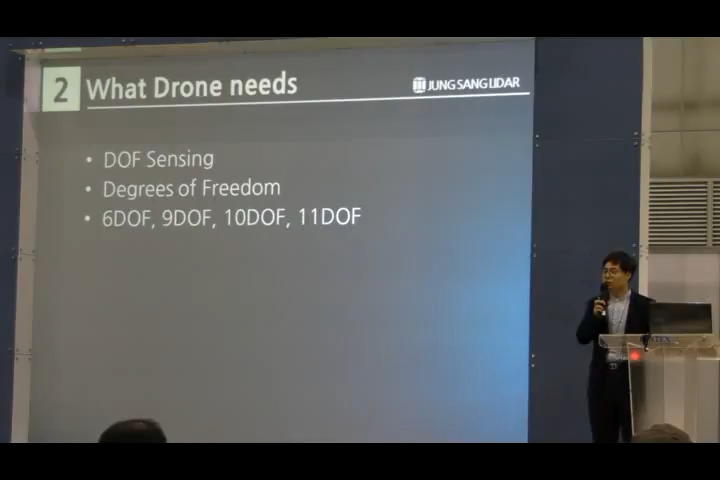 2 What Drone needs
JUNG SANG LIDAR
• DOF Sensing
• Degrees of Freedom
• 6DOF, 9DOF, 10DOF, 11DOF